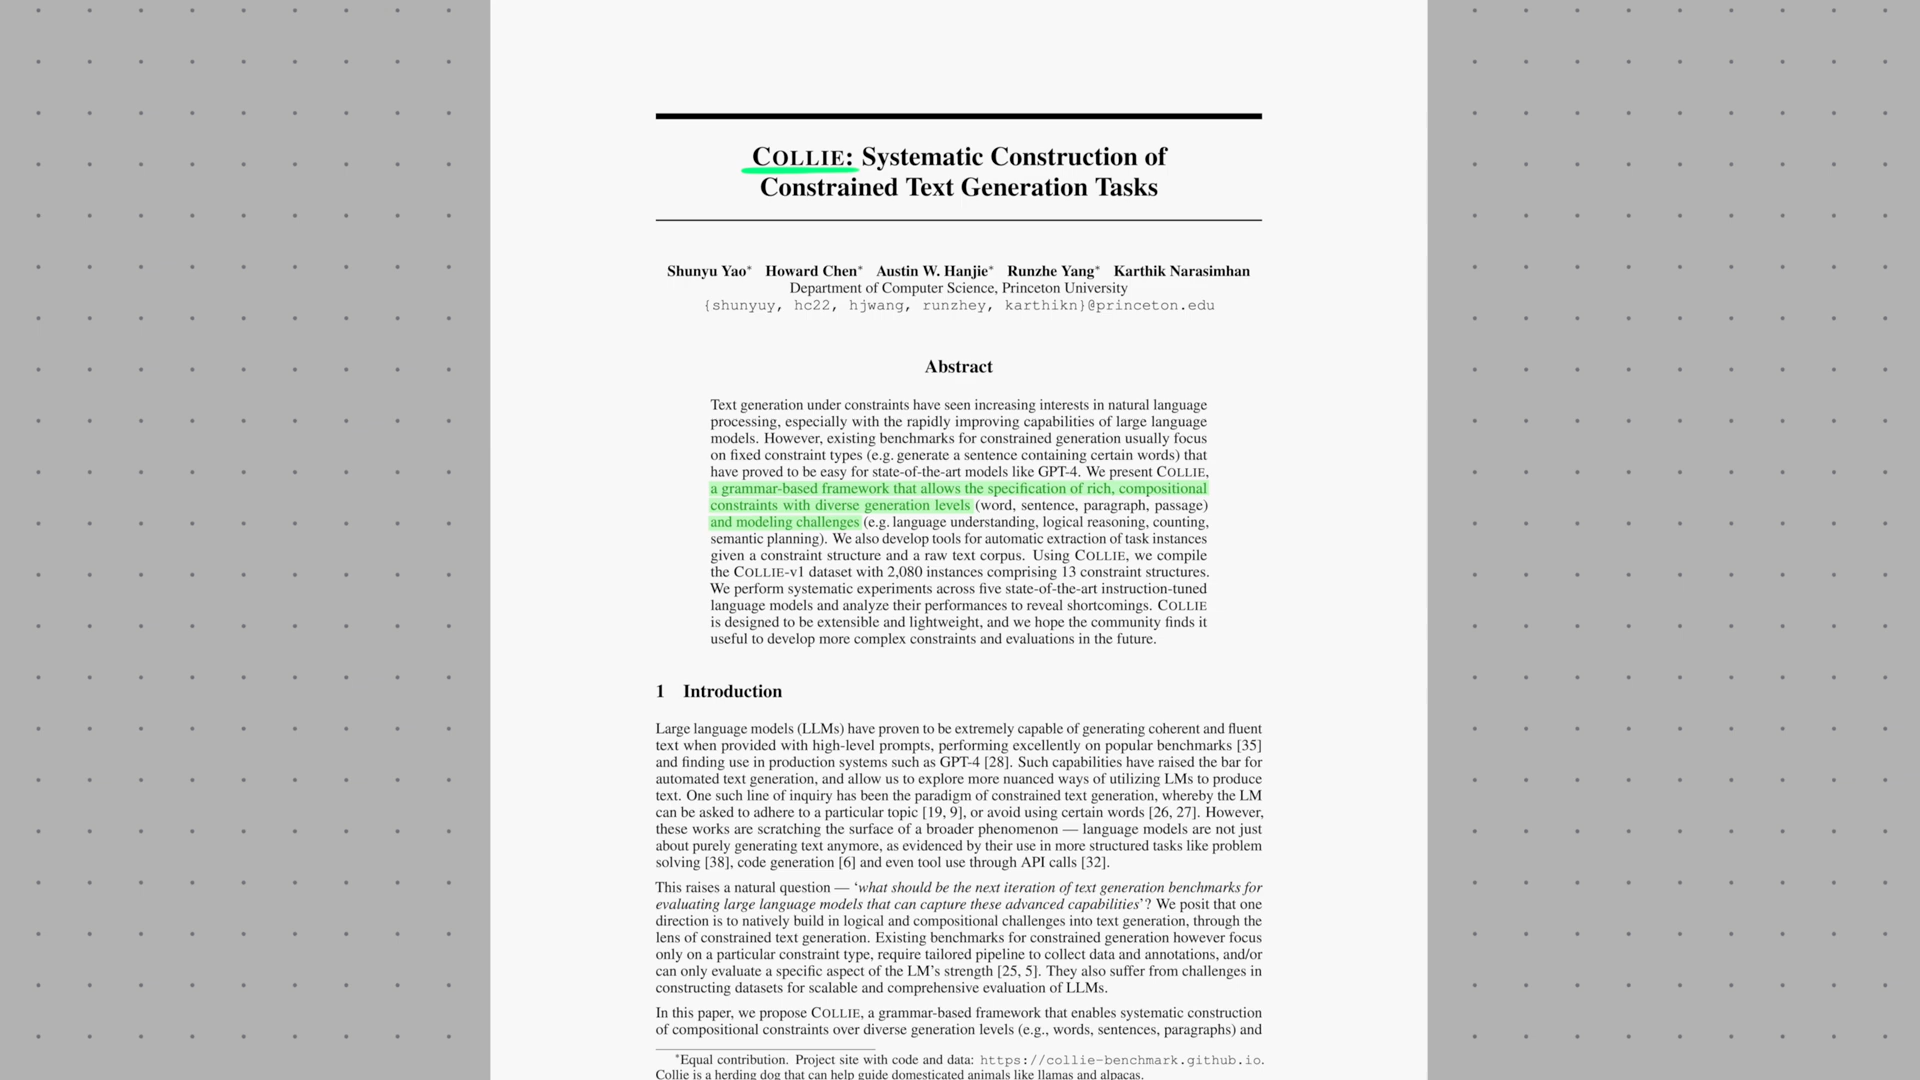 COLLIE: Systematic Construction of
Constrained Text Generation Tasks
Shunyu Yao* Howard Chen* Austin W. Hanjie* Runzhe Yang* Karthik Narasimhan
Department of Computer Science, Princeton University
{shunyuy, hc22, hjwang, runzhey, karthikn}@princeton.edu
Abstract
Text generation under constraints have seen increasing interests in natural language
processing, especially with the rapidly improving capabilities of large language
models. However, existing benchmarks for constrained generation usually focus
on fixed constraint types (e.g. generate a sentence containing certain words) that
have proved to be easy for state-of-the-art models like GPT-4. We present COLLIE,
a grammar-based framework that allows the specification of rich, compositional
constraints with diverse generation levels (word, sentence, paragraph, passage)
and modeling challenges (e.g. language understanding, logical reasoning, counting,
semantic planning). We also develop tools for automatic extraction of task instances
given a constraint structure and a raw text corpus. Using COLLIE, we compile
the COLLIE-v1 dataset with 2,080 instances comprising 13 constraint structures.
We perform systematic experiments across five state-of-the-art instruction-tuned
language models and analyze their performances to reveal shortcomings. COLLIE
is designed to be extensible and lightweight, and we hope the community finds it
useful to develop more complex constraints and evaluations in the future.
1 Introduction
Large language models (LLMs) have proven to be extremely capable of generating coherent and fluent
text when provided with high-level prompts, performing excellently on popular benchmarks [35]
and finding use in production systems such as GPT-4 [28]. Such capabilities have raised the bar for
automated text generation, and allow us to explore more nuanced ways of utilizing LMs to produce
text. One such line of inquiry has been the paradigm of constrained text generation, whereby the LM
can be asked to adhere to a particular topic [19, 9], or avoid using certain words [26, 27]. However,
these works are scratching the surface of a broader phenomenon — language models are not just
about purely generating text anymore, as evidenced by their use in more structured tasks like problem
solving [38], code generation [6] and even tool use through API calls [32].
This raises a natural question — ‘what should be the next iteration of text generation benchmarks for
evaluating large language models that can capture these advanced capabilities’? We posit that one
direction is to natively build in logical and compositional challenges into text generation, through the
lens of constrained text generation. Existing benchmarks for constrained generation however focus
only on a particular constraint type, require tailored pipeline to collect data and annotations, and/or
can only evaluate a specific aspect of the LM’s strength [25, 5]. They also suffer from challenges in
constructing datasets for scalable and comprehensive evaluation of LLMs.
In this paper, we propose COLLIE, a grammar-based framework that enables systematic construction
of compositional constraints over diverse generation levels (e.g., words, sentences, paragraphs) and
*Equal contribution. Project site with code and data: https://collie-benchmark.github.io.
Collie is a herding dog that can help guide domesticated animals like llamas and alpacas.